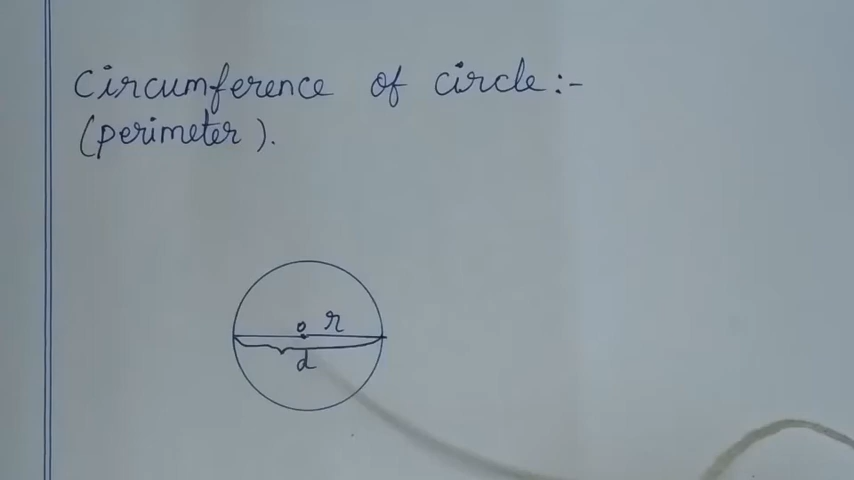 Circumference of circle:-
(perimeter).
o r
d